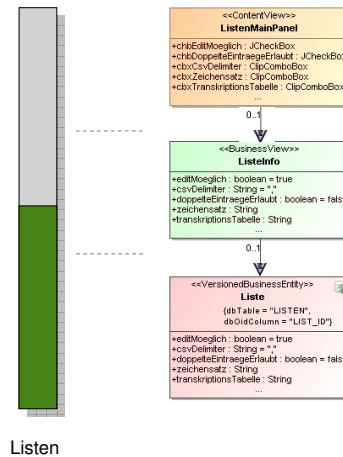 <<ContentView>>
ListenMainPanel
+chbEditMoeglich : JCheckBox
+chbDoppelteEintraegeErlaubt : JCheckBox
+cbxCsvDelimiter : ClipComboBox
+cbxZeichensatz : ClipComboBox
+cbxTranskriptionsTabelle : ClipComboBox
...
0..1
<<BusinessView>>
ListeInfo
+editMoeglich : boolean = true
+csvDelimiter : String = ","
+doppelteEintraegeErlaubt : boolean = fals
+zeichensatz : String
+transkriptionsTabelle : String
...
0..1
<<VersionedBusinessEntity>>
Liste
{dbTable = "LISTEN",
dbOidColumn = "LIST_ID"}
+editMoeglich : boolean = true
+csvDelimiter : String = ","
+doppelteEintraegeErlaubt : boolean = fals
+zeichensatz : String
+transkriptionsTabelle : String
...
Listen